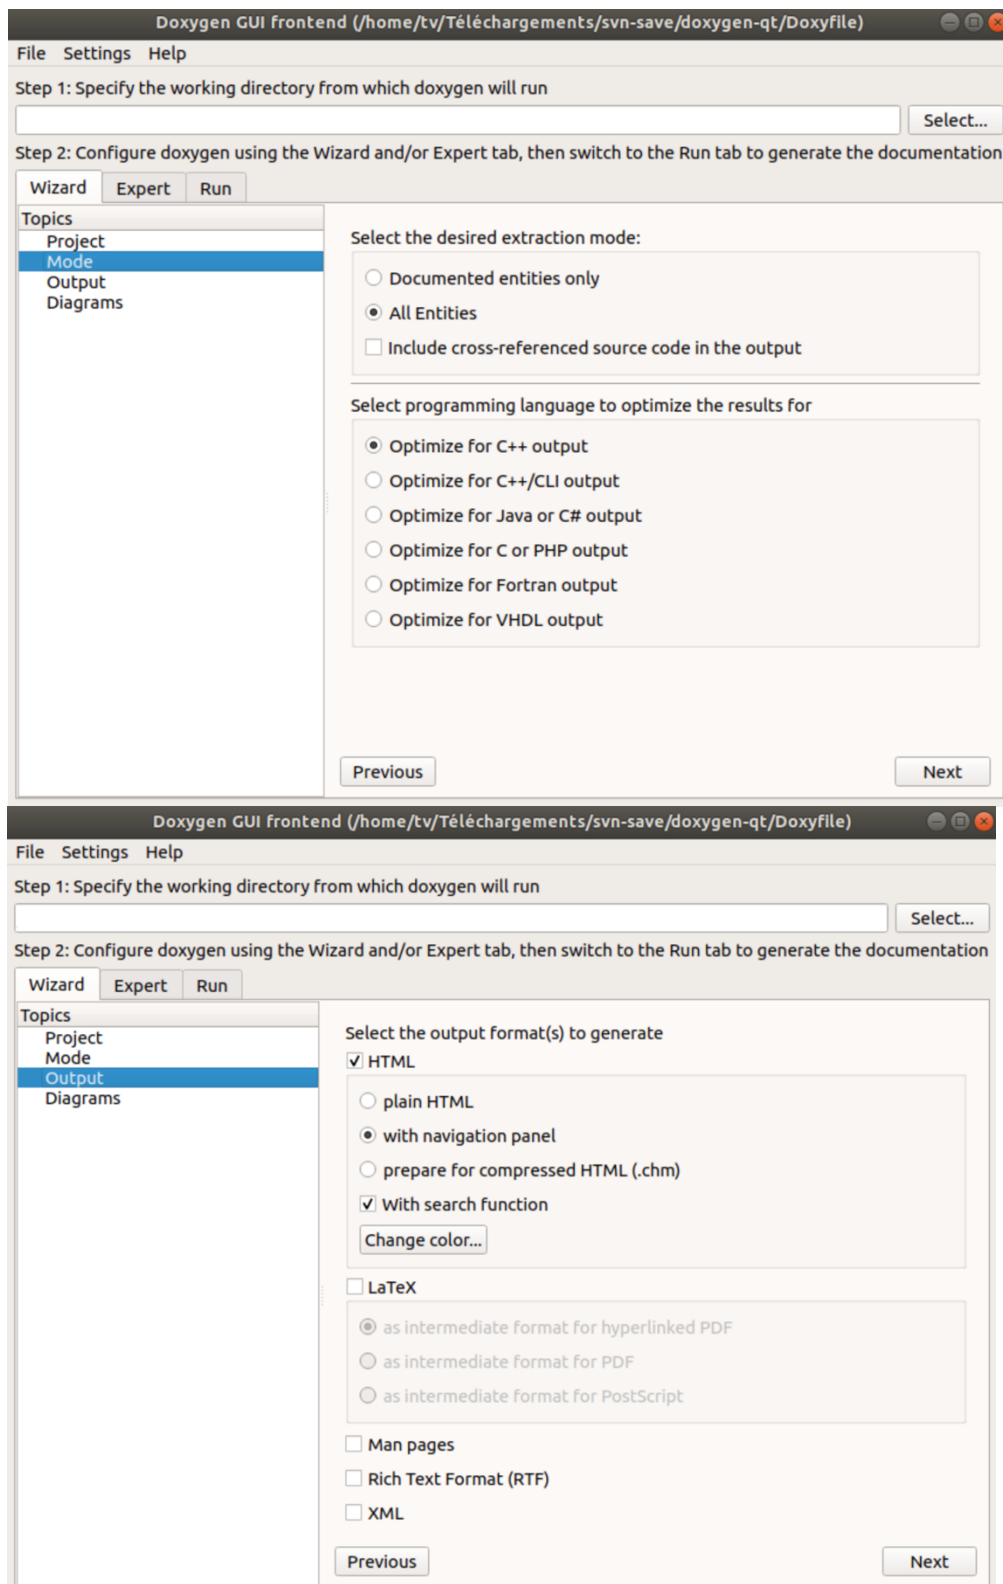 Doxygen GUI frontend (/home/tv/Téléchargements/svn-save/doxygen-qt/Doxyfile)
File Settings Help
Step 1: Specify the working directory from which doxygen will run
Select...
Step 2: Configure doxygen using the Wizard and/or Expert tab, then switch to the Run tab to generate the documentation
Wizard Expert Run
Topics
Project
Mode
Output
Diagrams
Select the desired extraction mode:
Documented entities only
All Entities
Include cross-referenced source code in the output
Select programming language to optimize the results for
Optimize for C++ output
Optimize for C++/CLI output
Optimize for Java or C# output
Optimize for C or PHP output
Optimize for Fortran output
Optimize for VHDL output
Previous Next
Doxygen GUI frontend (/home/tv/Téléchargements/svn-save/doxygen-qt/Doxyfile)
File Settings Help
Step 1: Specify the working directory from which doxygen will run
Select...
Step 2: Configure doxygen using the Wizard and/or Expert tab, then switch to the Run tab to generate the documentation
Wizard Expert Run
Topics
Project
Mode
Output
Diagrams
Select the output format(s) to generate
HTML
plain HTML
with navigation panel
prepare for compressed HTML (.chm)
With search function
Change color...
LaTeX
as intermediate format for hyperlinked PDF
as intermediate format for PDF
as intermediate format for PostScript
Man pages
Rich Text Format (RTF)
XML
Previous Next